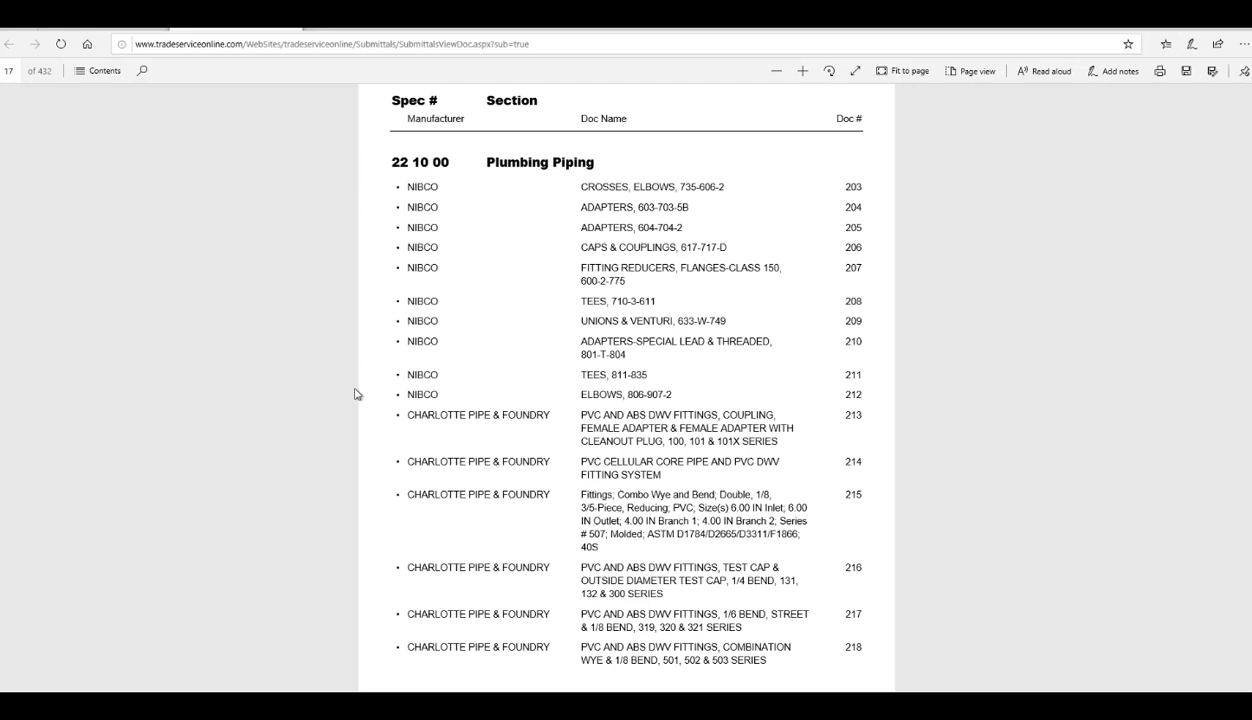 www.tradeserviceonline.com/WebSites/tradeserviceonline/Submittals/SubmittalsViewDoc.aspx?sub=true
17 of 432 Contents Fit to page Page view Read aloud Add notes
Spec # Section
Manufacturer Doc Name Doc #
22 10 00 Plumbing Piping
• NIBCO CROSSES, ELBOWS, 735-606-2 203
• NIBCO ADAPTERS, 603-703-5B 204
• NIBCO ADAPTERS, 604-704-2 205
• NIBCO CAPS & COUPLINGS, 617-717-D 206
• NIBCO FITTING REDUCERS, FLANGES-CLASS 150, 207
600-2-775
• NIBCO TEES, 710-3-611 208
• NIBCO UNIONS & VENTURI, 633-W-749 209
• NIBCO ADAPTERS-SPECIAL LEAD & THREADED, 210
801-T-804
• NIBCO TEES, 811-835 211
• NIBCO ELBOWS, 806-907-2 212
• CHARLOTTE PIPE & FOUNDRY PVC AND ABS DWV FITTINGS, COUPLING, 213
FEMALE ADAPTER & FEMALE ADAPTER WITH
CLEANOUT PLUG, 100, 101 & 101X SERIES
• CHARLOTTE PIPE & FOUNDRY PVC CELLULAR CORE PIPE AND PVC DWV 214
FITTING SYSTEM
• CHARLOTTE PIPE & FOUNDRY Fittings; Combo Wye and Bend; Double, 1/8, 215
3/5-Piece, Reducing; PVC; Size(s) 6.00 IN Inlet; 6.00
IN Outlet; 4.00 IN Branch 1; 4.00 IN Branch 2; Series
# 507; Molded; ASTM D1784/D2665/D3311/F1866;
40S
• CHARLOTTE PIPE & FOUNDRY PVC AND ABS DWV FITTINGS, TEST CAP & 216
OUTSIDE DIAMETER TEST CAP, 1/4 BEND, 131,
132 & 300 SERIES
• CHARLOTTE PIPE & FOUNDRY PVC AND ABS DWV FITTINGS, 1/6 BEND, STREET 217
& 1/8 BEND, 319, 320 & 321 SERIES
• CHARLOTTE PIPE & FOUNDRY PVC AND ABS DWV FITTINGS, COMBINATION 218
WYE & 1/8 BEND, 501, 502 & 503 SERIES